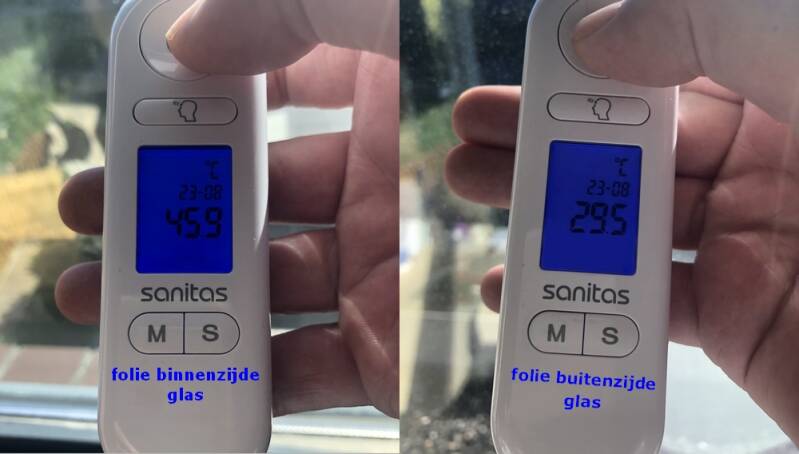 °C
23-08
45.9
sanitas
M S
folie binnenzijde
glas
°C
23-08
29.5
sanitas
M S
folie buitenzijde
glas